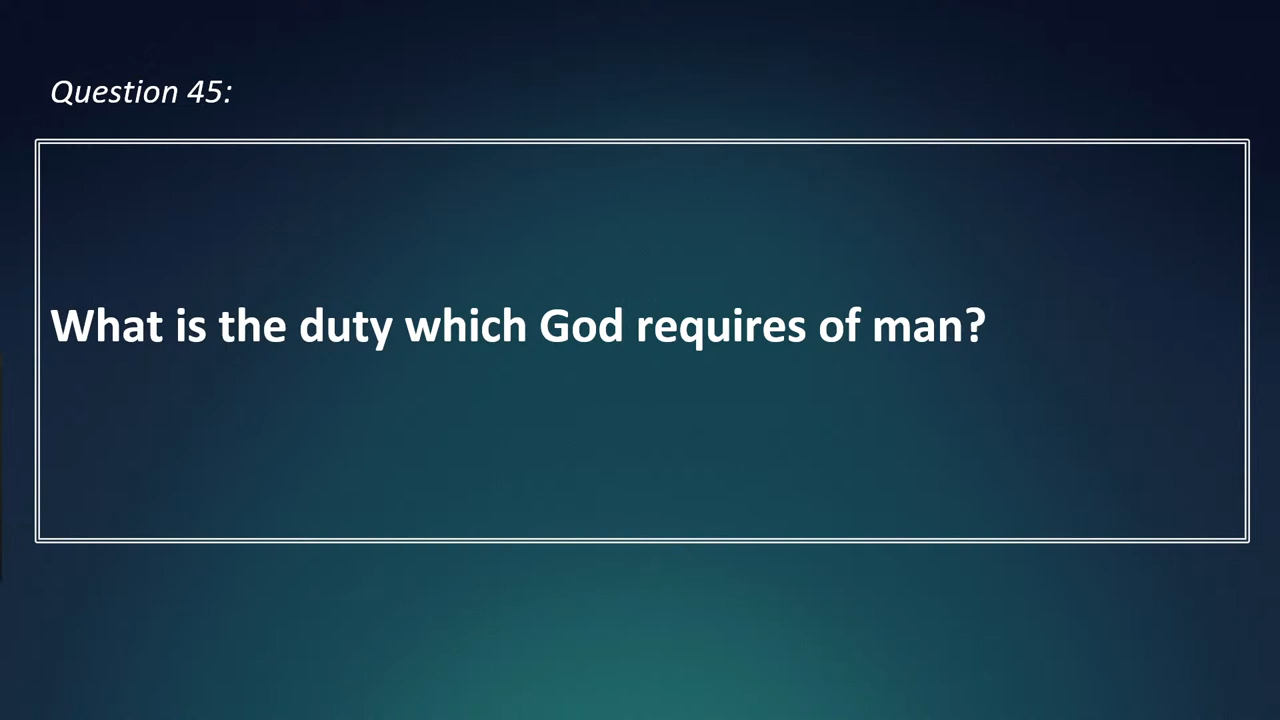 Question 45:
What is the duty which God requires of man?